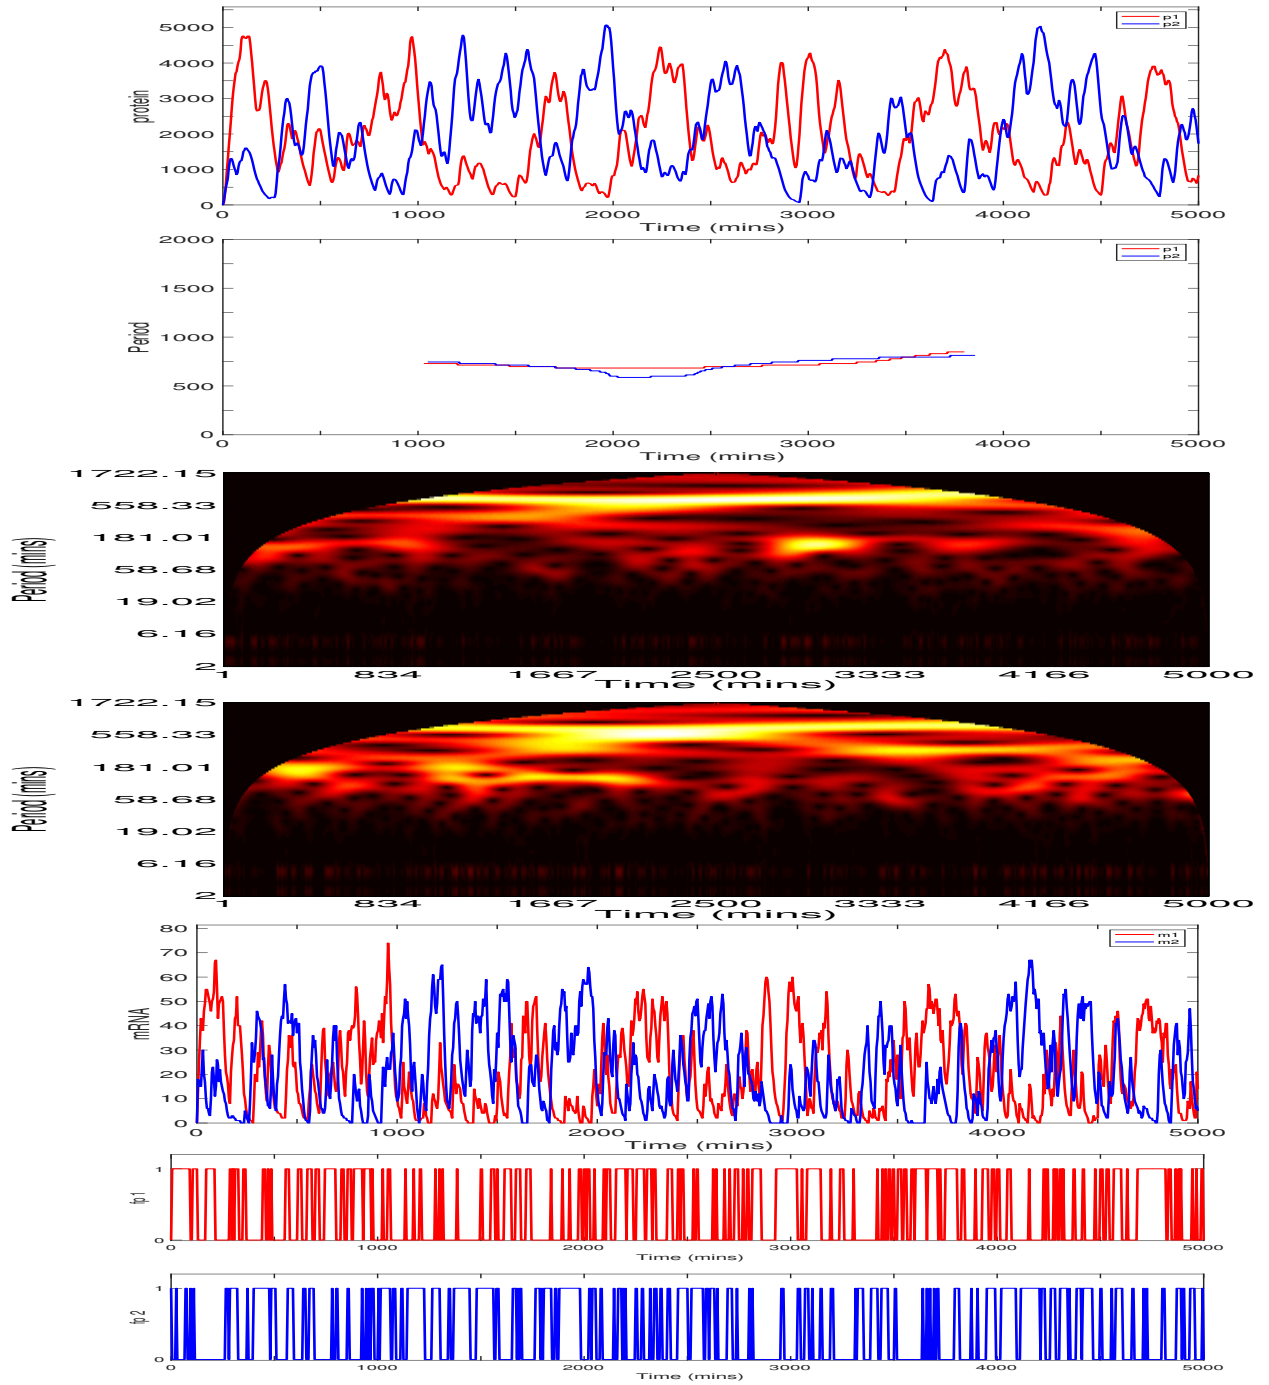 5000
4000
3000
2000
1000
0
protein
p1
p2
0 1000 2000 3000 4000 5000
Time (mins)
2000
1500
1000
500
0
Period
p1
p2
0 1000 2000 3000 4000 5000
Time (mins)
1722.15
558.33
181.01
58.68
19.02
6.16
2
Period (mins)
1 834 1667 2500 3333 4166 5000
Time (mins)
1722.15
558.33
181.01
58.68
19.02
6.16
2
Period (mins)
1 834 1667 2500 3333 4166 5000
Time (mins)
80
70
60
50
40
30
20
10
0
mRNA
m1
m2
0 1000 2000 3000 4000 5000
Time (mins)
1
0
fp1
0 1000 2000 3000 4000 5000
Time (mins)
1
0
fp2
0 1000 2000 3000 4000 5000
Time (mins)